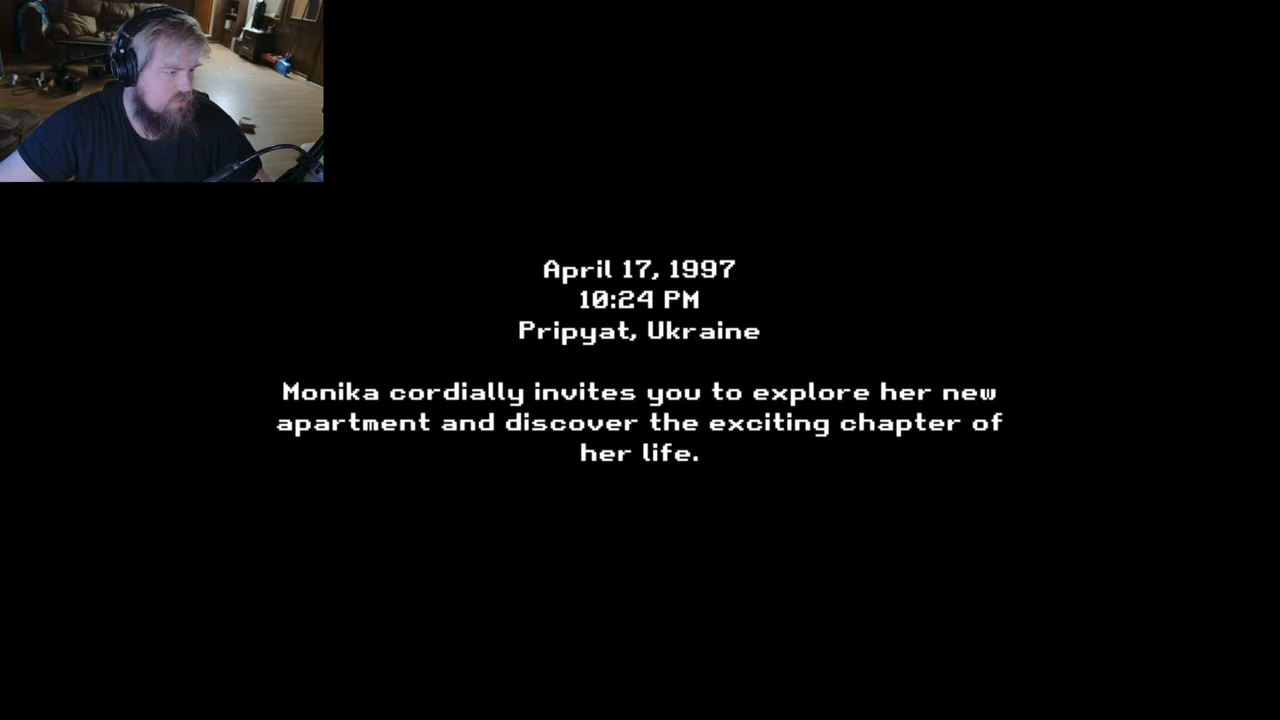 April 17, 1997
10:24 PM
Pripyat, Ukraine
Monika cordially invites you to explore her new
apartment and discover the exciting chapter of
her life.